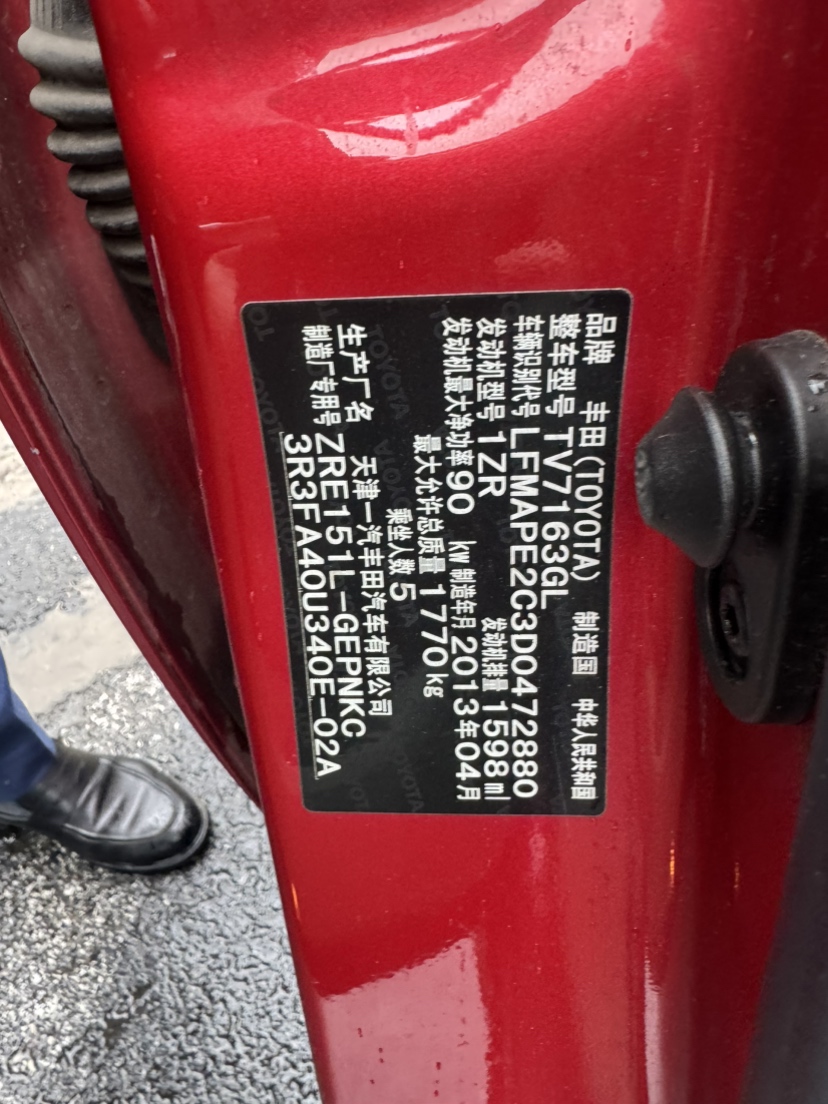 品牌 丰田(TOYOTA) 制造国 中华人民共和国
整车型号 TV7163GL
车辆识别代号 LFMAPE2C3D0472880
发动机型号 1ZR 发动机排量 1598 ml
发动机最大净功率 90 kw 制造年月 2013年04月
最大允许总质量 1770 kg
乘坐人数 5
生产厂名 天津一汽丰田汽车有限公司
制造厂专用号 ZRE151L-GEPNKC
3R3FA40U340E-02A